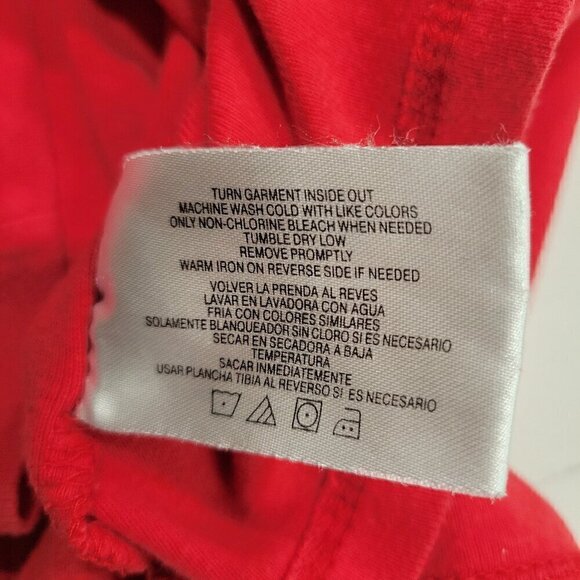 TURN GARMENT INSIDE OUT
MACHINE WASH COLD WITH LIKE COLORS
ONLY NON-CHLORINE BLEACH WHEN NEEDED
TUMBLE DRY LOW
REMOVE PROMPTLY
WARM IRON ON REVERSE SIDE IF NEEDED
VOLVER LA PRENDA AL REVES
LAVAR EN LAVADORA CON AGUA
FRIA CON COLORES SIMILARES
SOLAMENTE BLANQUEADOR SIN CLORO SI ES NECESARIO
SECAR EN SECADORA A BAJA
TEMPERATURA
SACAR INMEDIATEMENTE
USAR PLANCHA TIBIA AL REVERSO SI ES NECESARIO